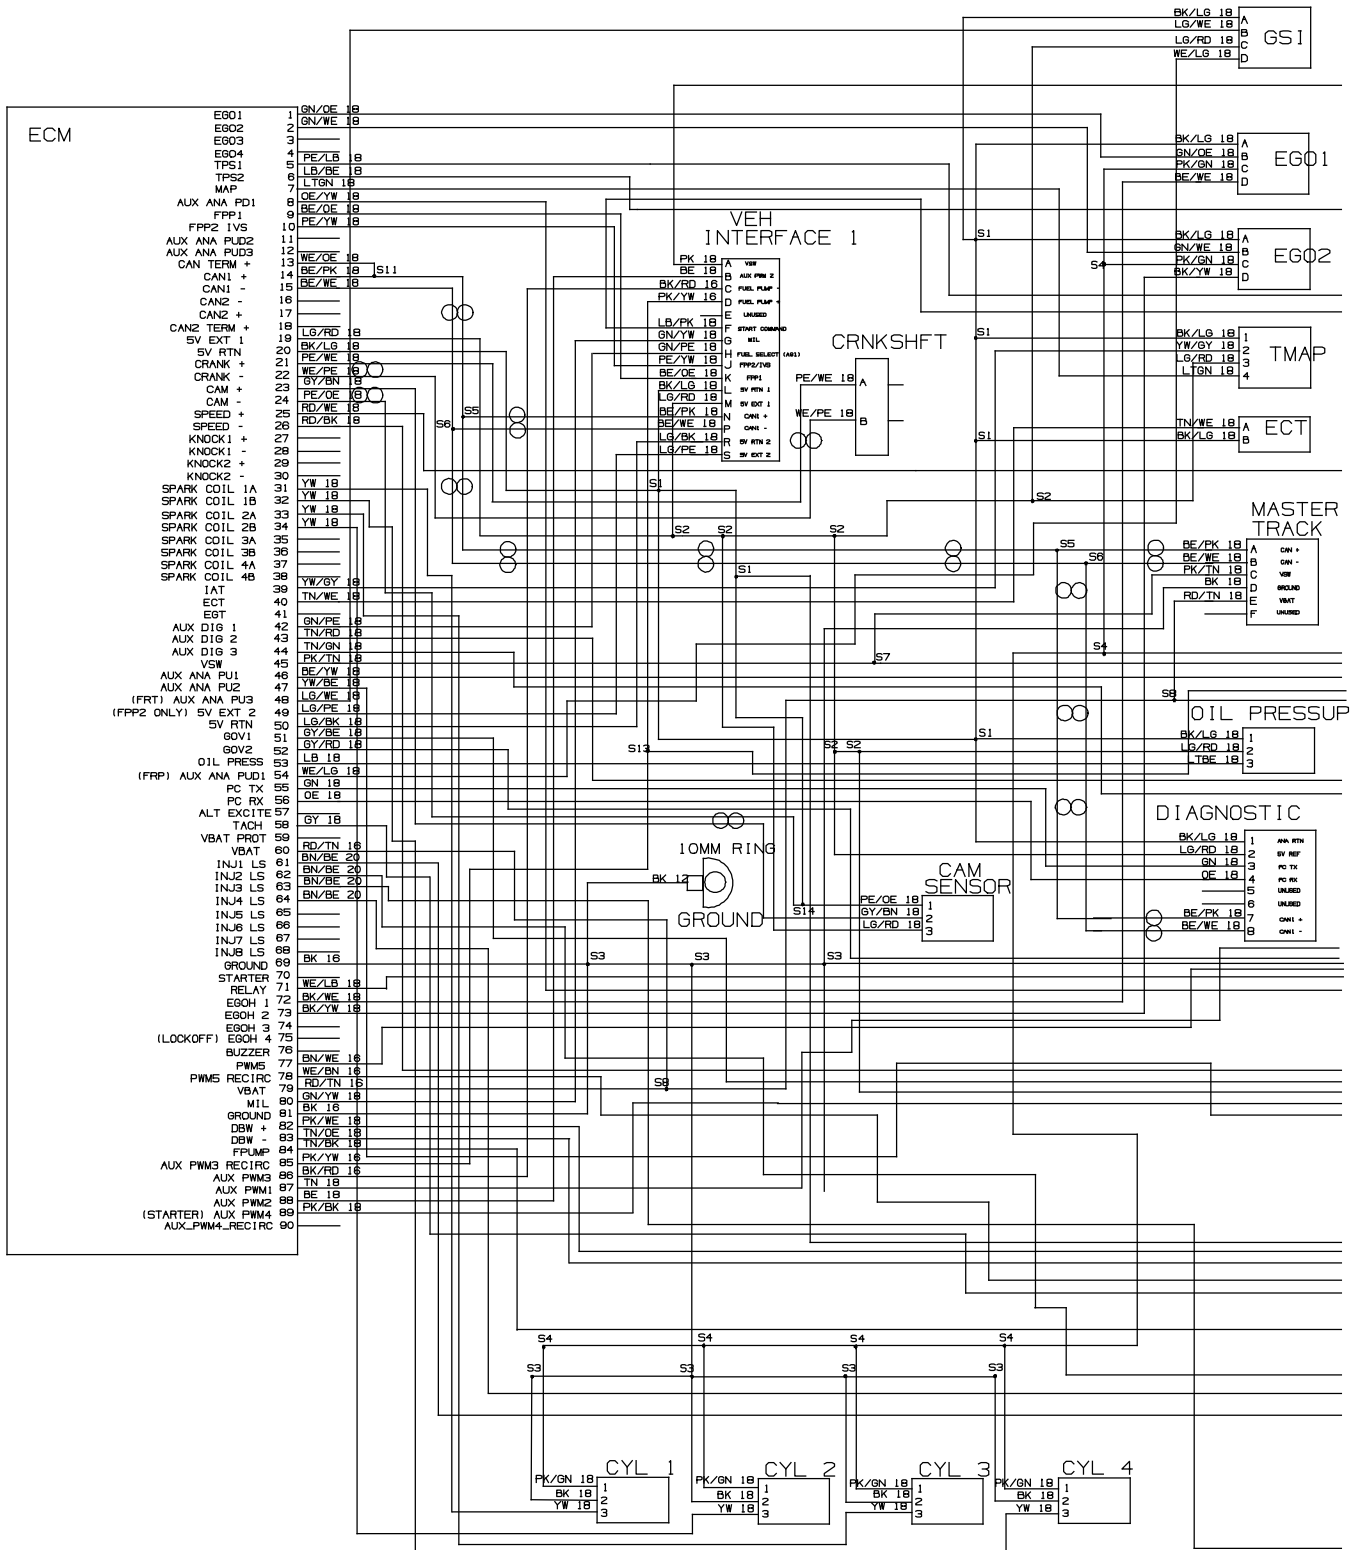 ECM
EGO1 1 GN/OE 18
EGO2 2 GN/WE 18
EGO3 3
EGO4 4
TPS1 5 PE/LB 18
TPS2 6 LB/BE 18
MAP 7 LTGN 18
AUX ANA PD1 8 OE/YW 18
FPP1 9 BE/OE 18
FPP2 IVS 10 PE/YW 18
AUX ANA PUD2 11
AUX ANA PUD3 12
CAN TERM + 13 WE/OE 18
CAN1 + 14 BE/PK 18
CAN1 - 15 BE/WE 18
CAN2 - 16
CAN2 + 17
CAN2 TERM + 18
5V EXT 1 19 LG/RD 18
5V RTN 20 BK/LG 18
CRANK + 21 PE/WE 18
CRANK - 22 WE/PE 18
CAM + 23 GY/BN 18
CAM - 24 PE/OE 18
SPEED + 25 RD/WE 18
SPEED - 26 RD/BK 18
KNOCK1 + 27
KNOCK1 - 28
KNOCK2 + 29
KNOCK2 - 30
SPARK COIL 1A 31 YW 18
SPARK COIL 1B 32 YW 18
SPARK COIL 2A 33 YW 18
SPARK COIL 2B 34 YW 18
SPARK COIL 3A 35
SPARK COIL 3B 36
SPARK COIL 4A 37
SPARK COIL 4B 38
IAT 39 YW/GY 18
ECT 40 TN/WE 18
EGT 41
AUX DIG 1 42 GN/PE 18
AUX DIG 2 43 TN/RD 18
AUX DIG 3 44 TN/GN 18
VSW 45 PK/TN 18
AUX ANA PU1 46 BE/YW 18
AUX ANA PU2 47 YW/BE 18
(FRT) AUX ANA PU3 48 LG/WE 18
(FPP2 ONLY) 5V EXT 2 49 LG/PE 18
5V RTN 50 LG/BK 18
GOV1 51 GY/BE 18
GOV2 52 GY/RD 18
OIL PRESS 53 LB 18
(FRP) AUX ANA PUD1 54 WE/LG 18
PC TX 55 GN 18
PC RX 56 OE 18
ALT EXCITE 57
TACH 58 GY 18
VBAT PROT 59
VBAT 60 RD/TN 16
INJ1 LS 61 BN/BE 20
INJ2 LS 62 BN/BE 20
INJ3 LS 63 BN/BE 20
INJ4 LS 64 BN/BE 20
INJ5 LS 65
INJ6 LS 66
INJ7 LS 67
INJ8 LS 68
GROUND 69 BK 16
STARTER 70
RELAY 71 WE/LB 18
EGOH 1 72 BK/WE 18
EGOH 2 73 BK/YW 18
EGOH 3 74
(LOCKOFF) EGOH 4 75
BUZZER 76
PWM5 77 BN/WE 16
PWM5 RECIRC 78 WE/BN 16
VBAT 79 RD/TN 16
MIL 80 GN/YW 18
GROUND 81 BK 16
DBW + 82 PK/WE 18
DBW - 83 TN/OE 18
FPUMP 84 TN/BK 18
AUX PWM3 RECIRC 85 PK/YW 16
AUX PWM3 86 BK/RD 16
AUX PWM1 87 TN 18
AUX PWM2 88 BE 18
(STARTER) AUX PWM4 89 PK/BK 18
AUX_PWM4_RECIRC 90
S11
S6
S5
VEH
INTERFACE 1
PK 18 A VSW
BE 18 B AUX PWM 2
BK/RD 16 C FUEL PUMP -
PK/YW 16 D FUEL PUMP +
E UNUSED
LB/PK 18 F START COMMAND
GN/YW 18 G MIL
GN/PE 18 H FUEL SELECT (A91)
PE/YW 18 J FPP2/IVS
BE/OE 18 K FPP1
BK/LG 18 L 5V RTN 1
LG/RD 18 M 5V EXT 1
BE/PK 18 N CAN1 +
BE/WE 18 P CAN1 -
LG/BK 18 R 5V RTN 2
LG/PE 18 S 5V EXT 2
CRNKSHFT
PE/WE 18 A
WE/PE 18 B
S1
S2
S2
S2
S2
S1
S13
S2
S2
S7
S14
S3
S3
S3
S8
10MM RING
BK 12
GROUND
CAM
SENSOR
PE/OE 18 1
GY/BN 18 2
LG/RD 18 3
BK/LG 18 A
LG/WE 18 B
LG/RD 18 C
WE/LG 18 D
GSI
BK/LG 18 A
GN/OE 18 B
PK/GN 18 C
BE/WE 18 D
EGO1
S1
S4
BK/LG 18 A
GN/WE 18 B
PK/GN 18 C
BK/YW 18 D
EGO2
S1
BK/LG 18 1
YW/GY 18 2
LG/RD 18 3
LTGN 18 4
TMAP
S1
TN/WE 18 A
BK/LG 18 B
ECT
MASTER
TRACK
S5
S6
BE/PK 18 A CAN +
BE/WE 18 B CAN -
PK/TN 18 C VSW
BK 18 D GROUND
RD/TN 18 E VBAT
F UNUSED
S4
S8
S1
OIL PRESSUP
BK/LG 18 1
LG/RD 18 2
LTBE 18 3
DIAGNOSTIC
BK/LG 18 1 ANA RTN
LG/RD 18 2 5V REF
GN 18 3 PC TX
OE 18 4 PC RX
5 UNUSED
6 UNUSED
BE/PK 18 7 CAN1 +
BE/WE 18 8 CAN1 -
S4 S4 S4 S4
S3 S3 S3 S3
CYL 1
PK/GN 18 1
BK 18 2
YW 18 3
CYL 2
PK/GN 18 1
BK 18 2
YW 18 3
CYL 3
PK/GN 18 1
BK 18 2
YW 18 3
CYL 4
PK/GN 18 1
BK 18 2
YW 18 3